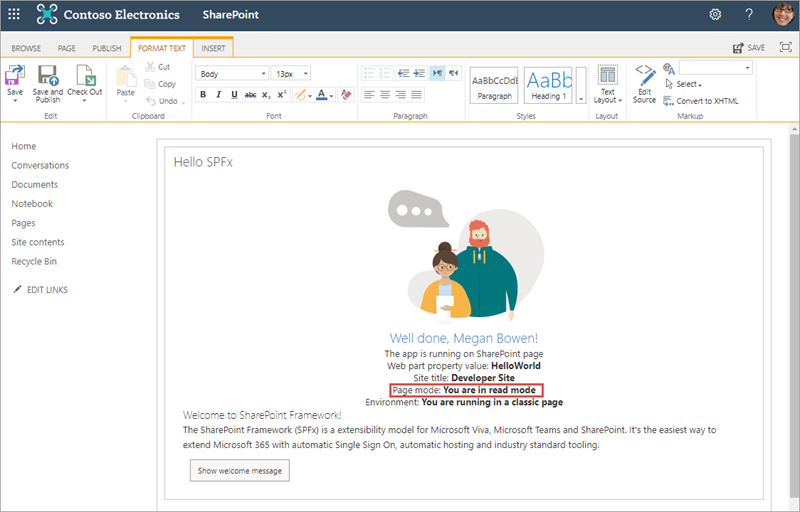 Contoso Electronics SharePoint ?
BROWSE PAGE PUBLISH FORMAT TEXT INSERT SAVE
Save
Save and Publish
Check Out
Edit
Paste
Cut
Copy
Undo
Clipboard
Body 13px
B I U abc x₂ x² A
Font
Paragraph
AaBbCcDdE
Paragraph
AaBb
Heading 1
Styles
Text Layout
Layout
Edit Source
Select
Convert to XHTML
Markup
Home
Conversations
Documents
Notebook
Pages
Site contents
Recycle Bin
EDIT LINKS
Hello SPFx
Well done, Megan Bowen!
The app is running on SharePoint page
Web part property value: HelloWorld
Site title: Developer Site
Page mode: You are in read mode
Environment: You are running in a classic page
Welcome to SharePoint Framework!
The SharePoint Framework (SPFx) is a extensibility model for Microsoft Viva, Microsoft Teams and SharePoint. It's the easiest way to
extend Microsoft 365 with automatic Single Sign On, automatic hosting and industry standard tooling.
Show welcome message